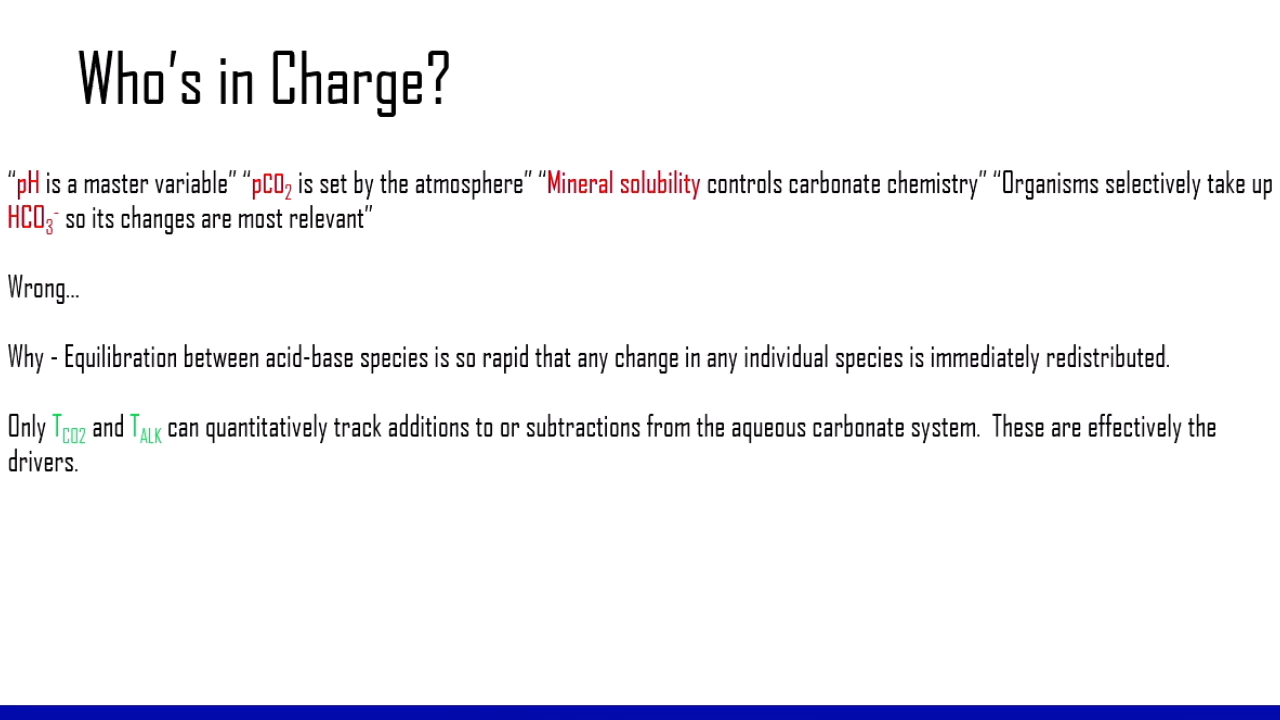 Who's in Charge?
“pH is a master variable” “pCO₂ is set by the atmosphere” “Mineral solubility controls carbonate chemistry” “Organisms selectively take up
HCO₃⁻ so its changes are most relevant”
Wrong...
Why - Equilibration between acid-base species is so rapid that any change in any individual species is immediately redistributed.
Only T_CO2 and T_ALK can quantitatively track additions to or subtractions from the aqueous carbonate system.  These are effectively the
drivers.